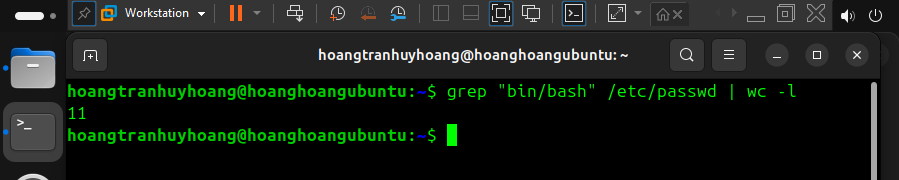 Workstation
hoangtranhuyhoang@hoanghoangubuntu: ~
hoangtranhuyhoang@hoanghoangubuntu:~$ grep "bin/bash" /etc/passwd | wc -l
11
hoangtranhuyhoang@hoanghoangubuntu:~$